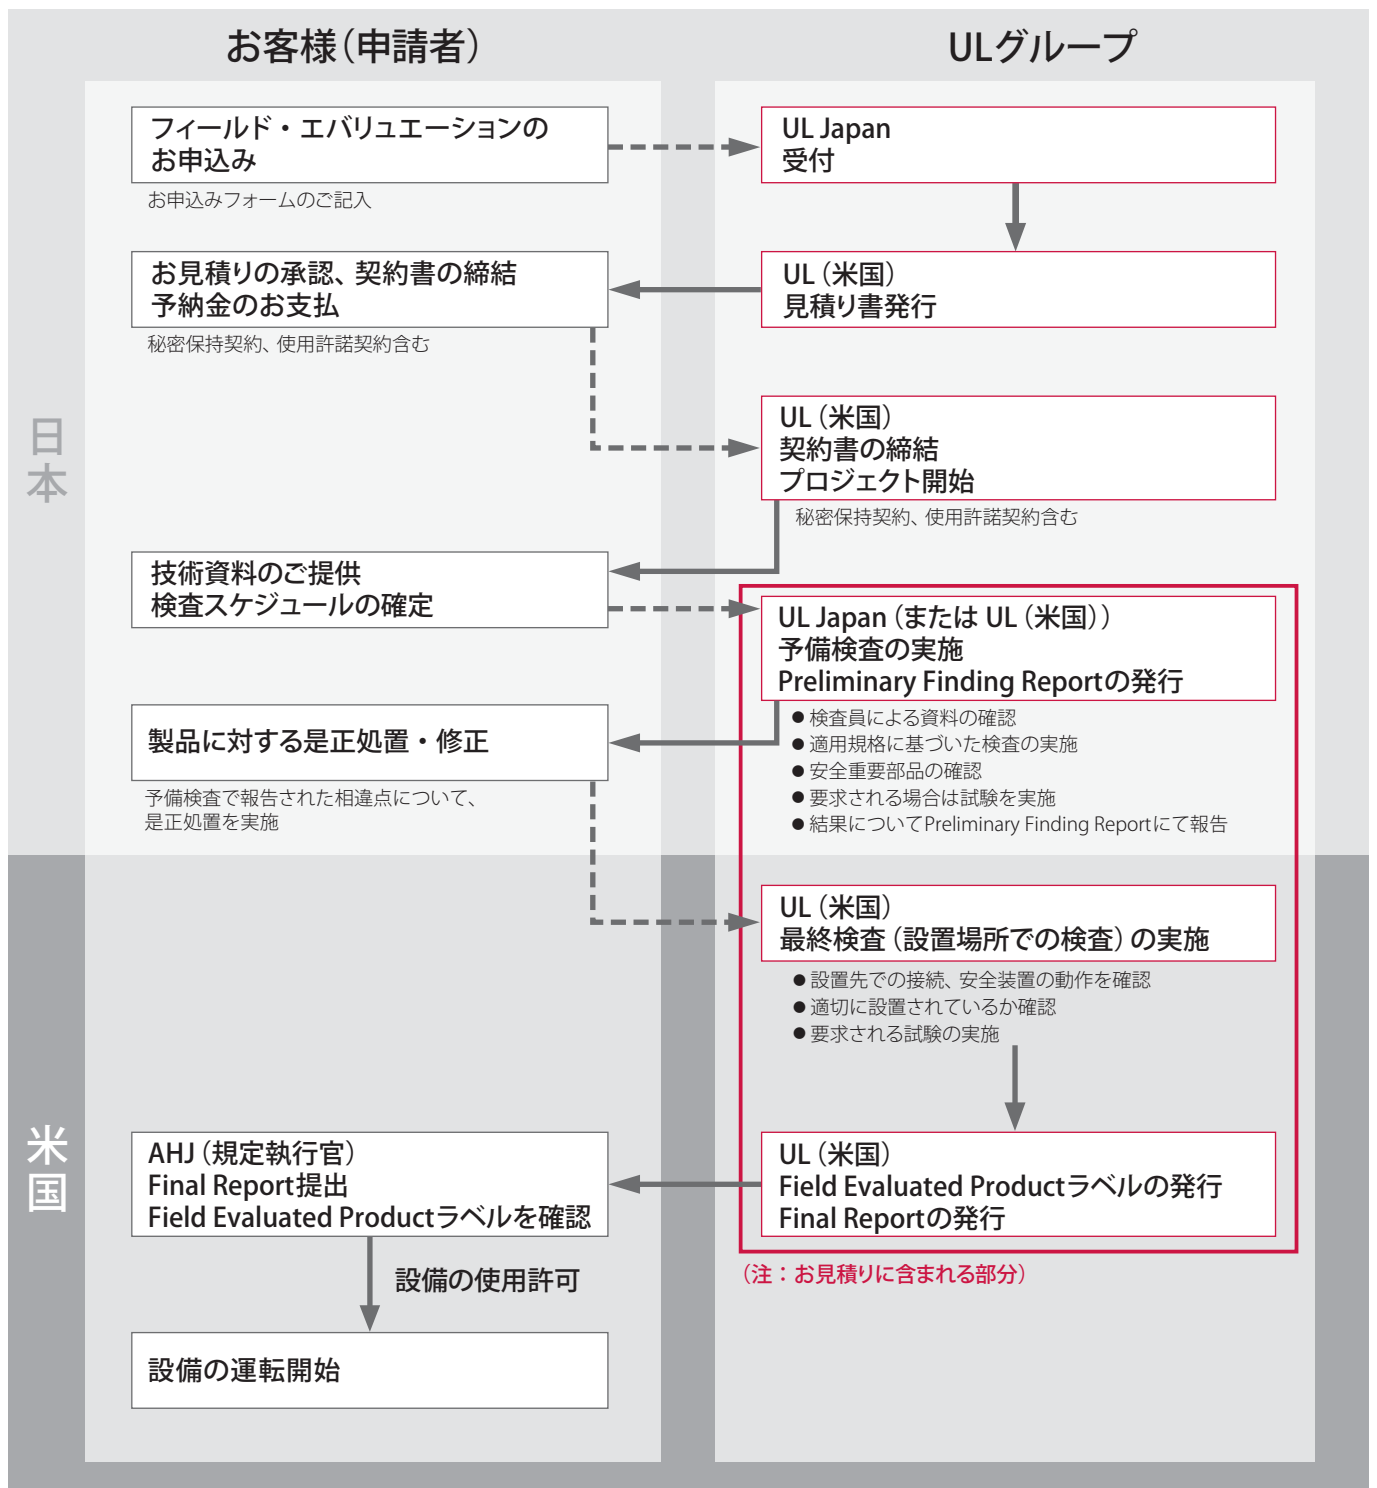 お客様（申請者）
ULグループ
日本
フィールド・エバリュエーションの
お申込み
お申込みフォームのご記入
UL Japan
受付
お見積りの承認、契約書の締結
予納金のお支払
秘密保持契約、使用許諾契約含む
UL（米国）
見積り書発行
UL（米国）
契約書の締結
プロジェクト開始
秘密保持契約、使用許諾契約含む
技術資料のご提供
検査スケジュールの確定
UL Japan（または UL（米国））
予備検査の実施
Preliminary Finding Reportの発行
●検査員による資料の確認
●適用規格に基づいた検査の実施
●安全重要部品の確認
●要求される場合は試験を実施
●結果についてPreliminary Finding Reportにて報告
製品に対する是正処置・修正
予備検査で報告された相違点について、
是正処置を実施
米国
UL（米国）
最終検査（設置場所での検査）の実施
●設置先での接続、安全装置の動作を確認
●適切に設置されているか確認
●要求される試験の実施
UL（米国）
Field Evaluated Productラベルの発行
Final Reportの発行
（注：お見積りに含まれる部分）
AHJ（規定執行官）
Final Report提出
Field Evaluated Productラベルを確認
設備の使用許可
設備の運転開始